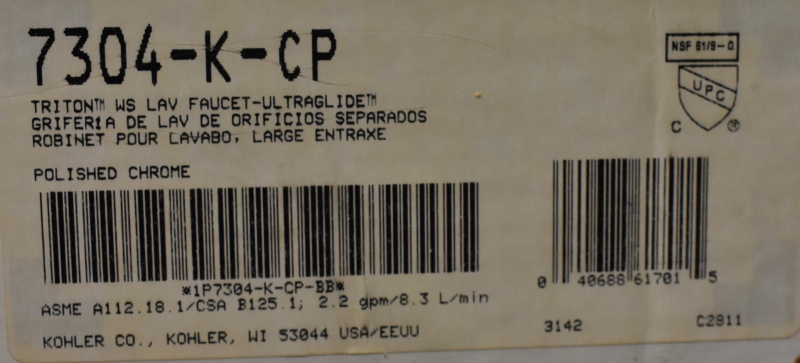 7304-K-CP
NSF 61/9-G
UPC
C ®
TRITON™ WS LAV FAUCET-ULTRAGLIDE™
GRIFERIA DE LAV DE ORIFICIOS SEPARADOS
ROBINET POUR LAVABO, LARGE ENTRAXE
POLISHED CHROME
*1P7304-K-CP-BB*
0 40688 61701 5
ASME A112.18.1/CSA B125.1; 2.2 gpm/8.3 L/min
KOHLER CO., KOHLER, WI 53044 USA/EEUU
3142 C2811